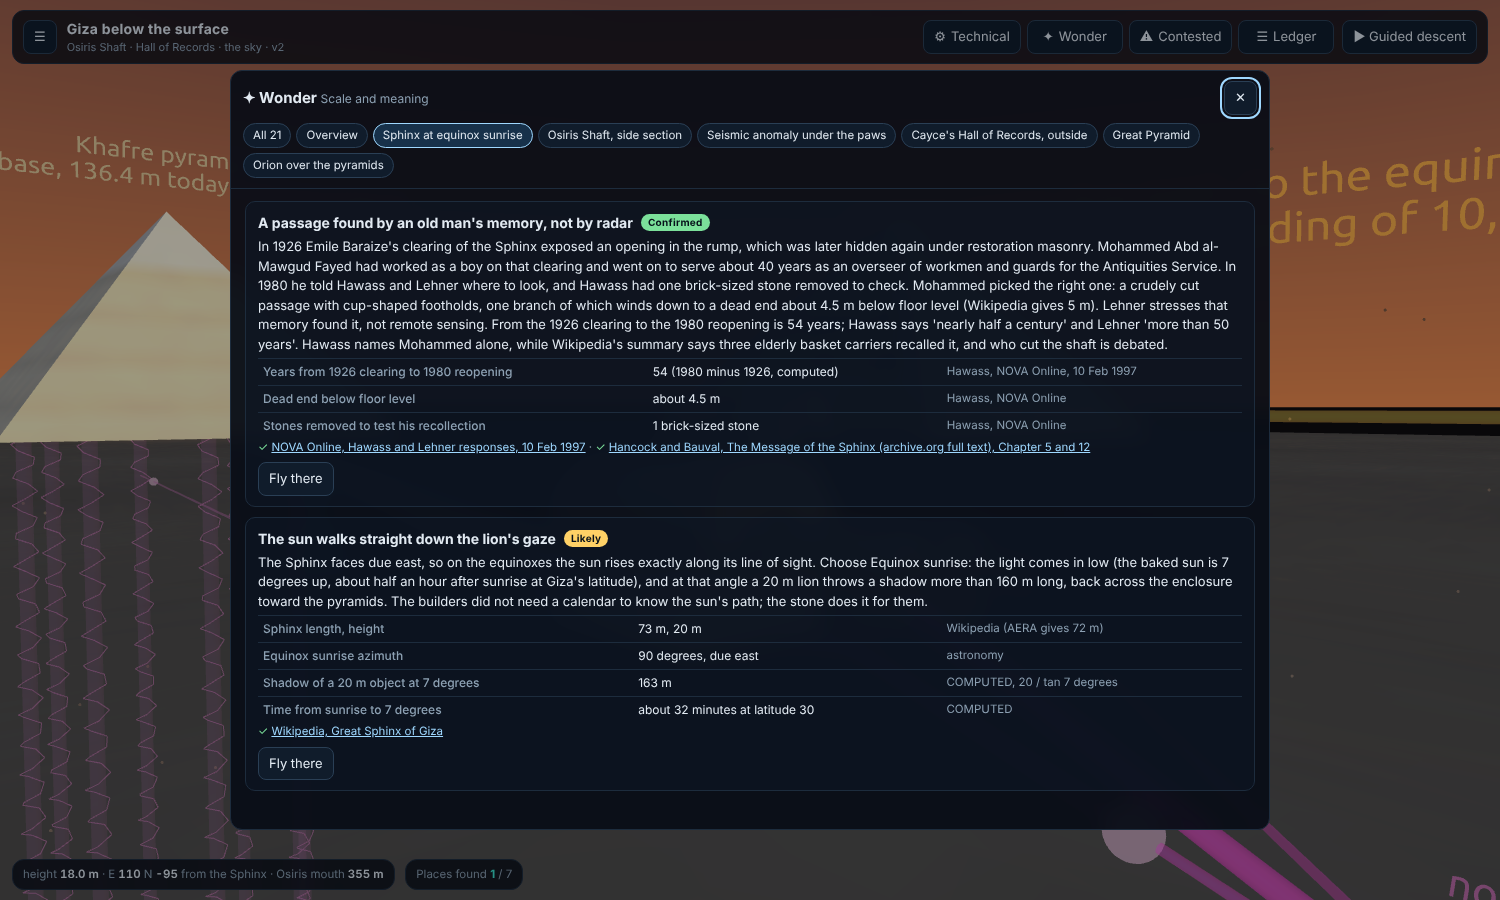 ☰ Giza below the surface
Osiris Shaft · Hall of Records · the sky · v2
⚙ Technical ✦ Wonder ⚠ Contested ☰ Ledger ▶ Guided descent
✦ Wonder Scale and meaning ×
All 21 Overview Sphinx at equinox sunrise Osiris Shaft, side section Seismic anomaly under the paws Cayce's Hall of Records, outside Great Pyramid
Orion over the pyramids
Khafre pyram
base, 136.4 m today
o the equin
ding of 10,
A passage found by an old man's memory, not by radar Confirmed
In 1926 Emile Baraize's clearing of the Sphinx exposed an opening in the rump, which was later hidden again under restoration masonry. Mohammed Abd al-
Mawgud Fayed had worked as a boy on that clearing and went on to serve about 40 years as an overseer of workmen and guards for the Antiquities Service. In
1980 he told Hawass and Lehner where to look, and Hawass had one brick-sized stone removed to check. Mohammed picked the right one: a crudely cut
passage with cup-shaped footholds, one branch of which winds down to a dead end about 4.5 m below floor level (Wikipedia gives 5 m). Lehner stresses that
memory found it, not remote sensing. From the 1926 clearing to the 1980 reopening is 54 years; Hawass says 'nearly half a century' and Lehner 'more than 50
years'. Hawass names Mohammed alone, while Wikipedia's summary says three elderly basket carriers recalled it, and who cut the shaft is debated.
Years from 1926 clearing to 1980 reopening 54 (1980 minus 1926, computed) Hawass, NOVA Online, 10 Feb 1997
Dead end below floor level about 4.5 m Hawass, NOVA Online
Stones removed to test his recollection 1 brick-sized stone Hawass, NOVA Online
✓ NOVA Online, Hawass and Lehner responses, 10 Feb 1997 · ✓ Hancock and Bauval, The Message of the Sphinx (archive.org full text), Chapter 5 and 12
Fly there
The sun walks straight down the lion's gaze Likely
The Sphinx faces due east, so on the equinoxes the sun rises exactly along its line of sight. Choose Equinox sunrise: the light comes in low (the baked sun is 7
degrees up, about half an hour after sunrise at Giza's latitude), and at that angle a 20 m lion throws a shadow more than 160 m long, back across the enclosure
toward the pyramids. The builders did not need a calendar to know the sun's path; the stone does it for them.
Sphinx length, height 73 m, 20 m Wikipedia (AERA gives 72 m)
Equinox sunrise azimuth 90 degrees, due east astronomy
Shadow of a 20 m object at 7 degrees 163 m COMPUTED, 20 / tan 7 degrees
Time from sunrise to 7 degrees about 32 minutes at latitude 30 COMPUTED
✓ Wikipedia, Great Sphinx of Giza
Fly there
height 18.0 m · E 110 N -95 from the Sphinx · Osiris mouth 355 m Places found 1 / 7